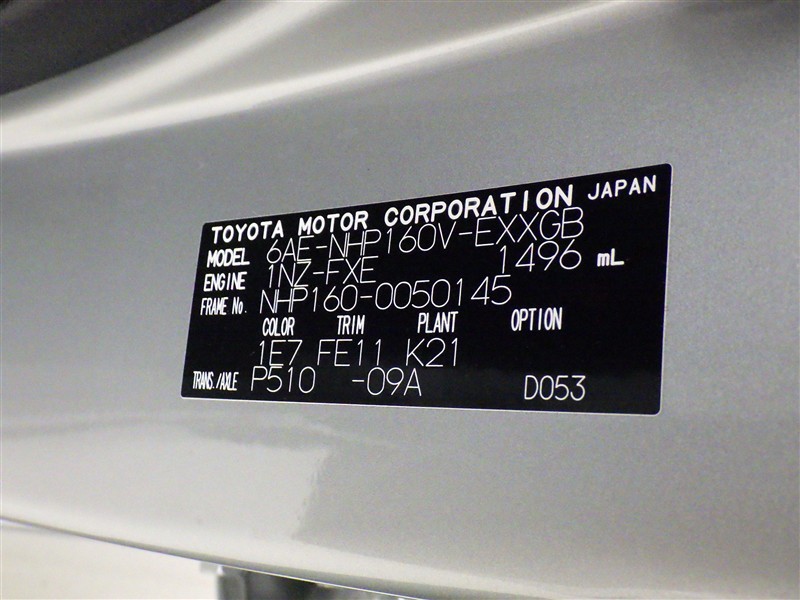 TOYOTA MOTOR CORPORATION JAPAN
MODEL 6AE-NHP160V-EXXGB
ENGINE 1NZ-FXE 1496 mL
FRAME No. NHP160-0050145
COLOR TRIM PLANT OPTION
1E7 FE11 K21
TRANS./AXLE P510 -09A D053